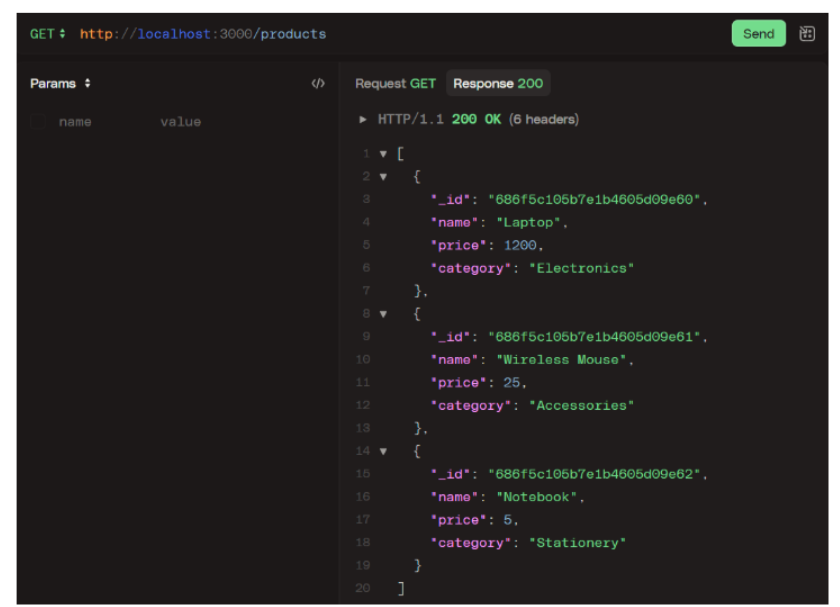 GET http://localhost:3000/products Send
Params </>
name value
Request GET Response 200
HTTP/1.1 200 OK (6 headers)
1 [
2 {
3 "_id": "686f5c105b7e1b4605d09e60",
4 "name": "Laptop",
5 "price": 1200,
6 "category": "Electronics"
7 },
8 {
9 "_id": "686f5c105b7e1b4605d09e61",
10 "name": "Wireless Mouse",
11 "price": 25,
12 "category": "Accessories"
13 },
14 {
15 "_id": "686f5c105b7e1b4605d09e62",
16 "name": "Notebook",
17 "price": 5,
18 "category": "Stationery"
19 }
20 ]